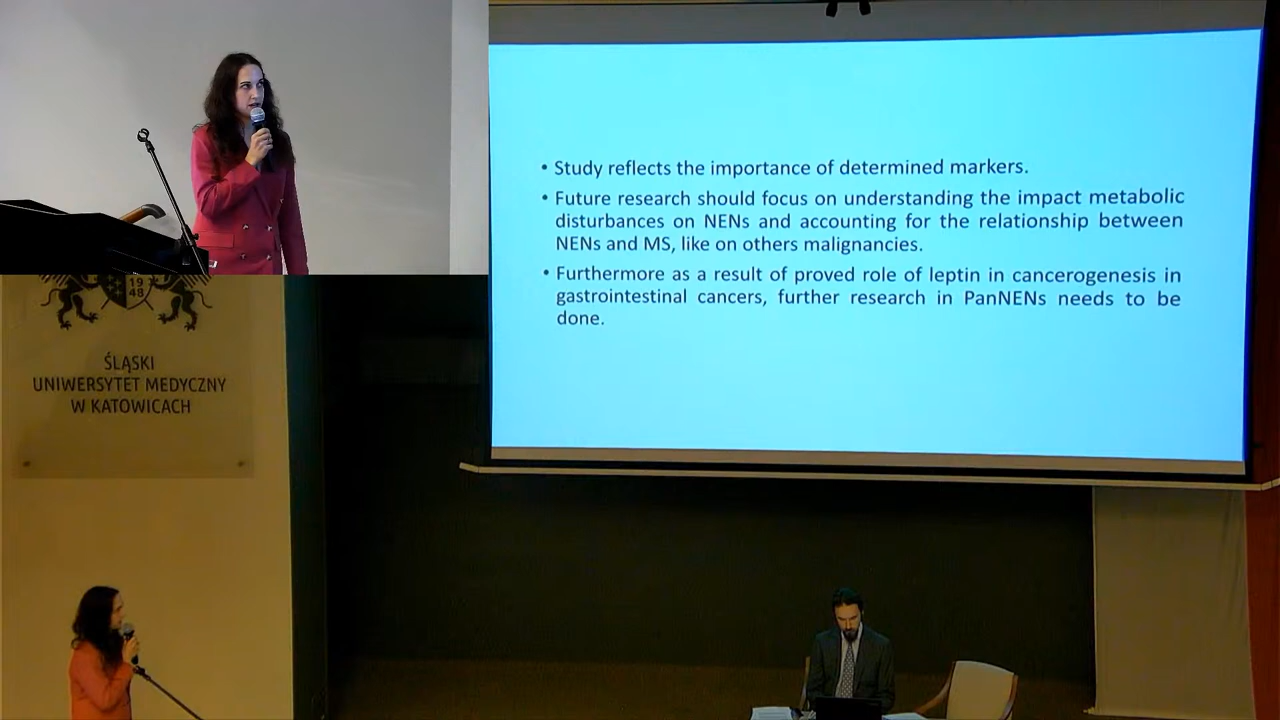 • Study reflects the importance of determined markers.
• Future research should focus on understanding the impact metabolic
disturbances on NENs and accounting for the relationship between
NENs and MS, like on others malignancies.
• Furthermore as a result of proved role of leptin in cancerogenesis in
gastrointestinal cancers, further research in PanNENs needs to be
done.
19
48
ŚLĄSKI
UNIWERSYTET MEDYCZNY
W KATOWICACH